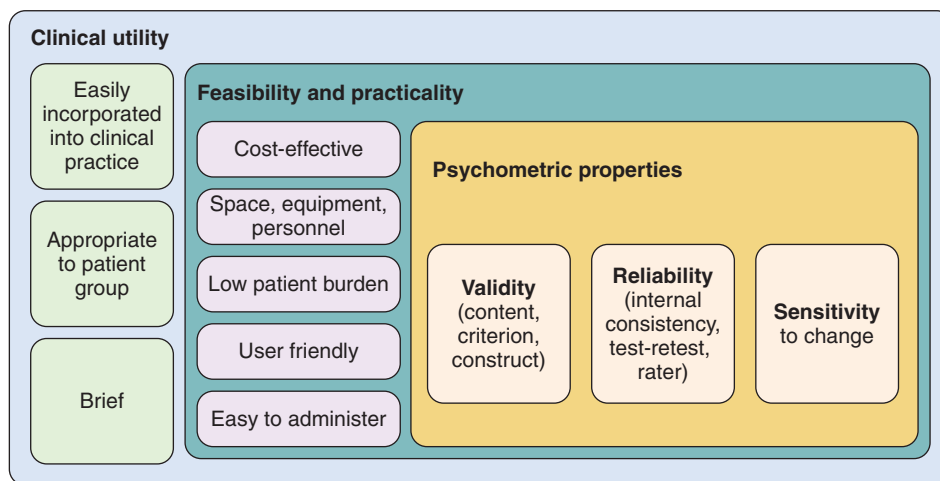 Clinical utility
Easily
incorporated
into clinical
practice
Appropriate
to patient
group
Brief
Feasibility and practicality
Cost-effective
Space, equipment,
personnel
Low patient burden
User friendly
Easy to administer
Psychometric properties
Validity
(content,
criterion,
construct)
Reliability
(internal
consistency,
test-retest,
rater)
Sensitivity
to change